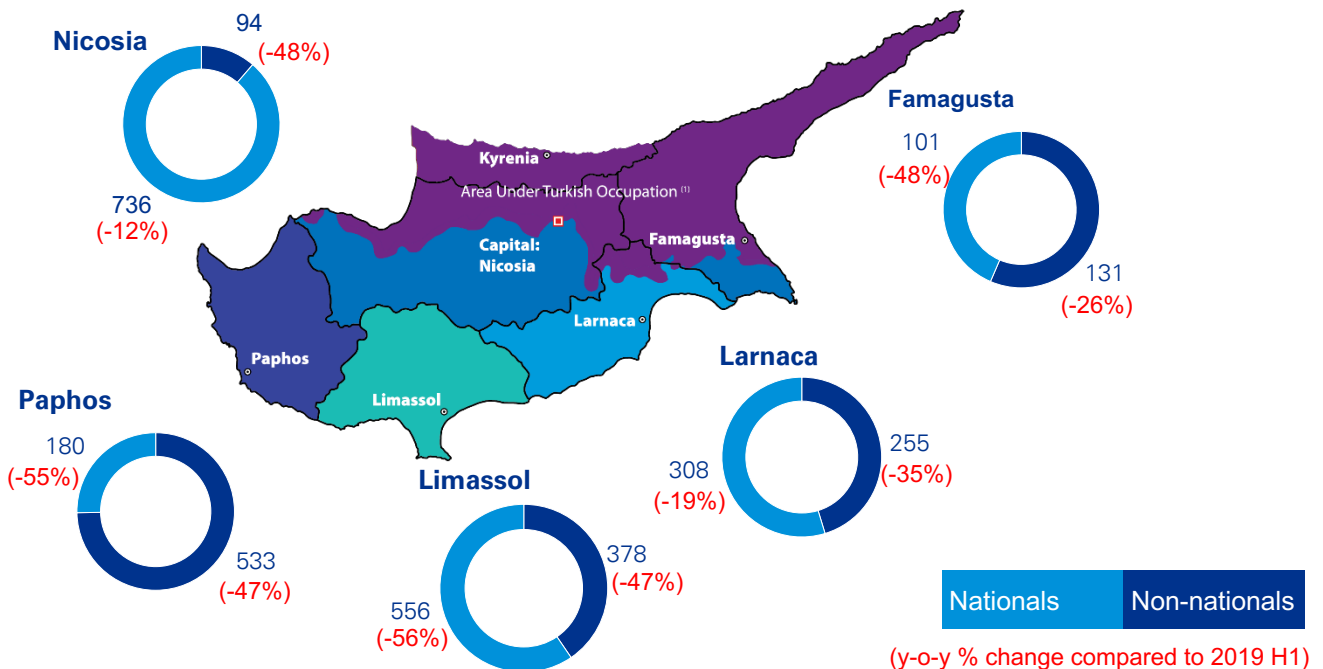 Nicosia
94
(-48%)
736
(-12%)
Famagusta
101
(-48%)
131
(-26%)
Kyrenia
Area Under Turkish Occupation (1)
Capital:
Nicosia
Famagusta
Larnaca
Paphos
Limassol
Larnaca
255
(-35%)
308
(-19%)
Paphos
180
(-55%)
533
(-47%)
Limassol
378
(-47%)
556
(-56%)
Nationals Non-nationals
(y-o-y % change compared to 2019 H1)